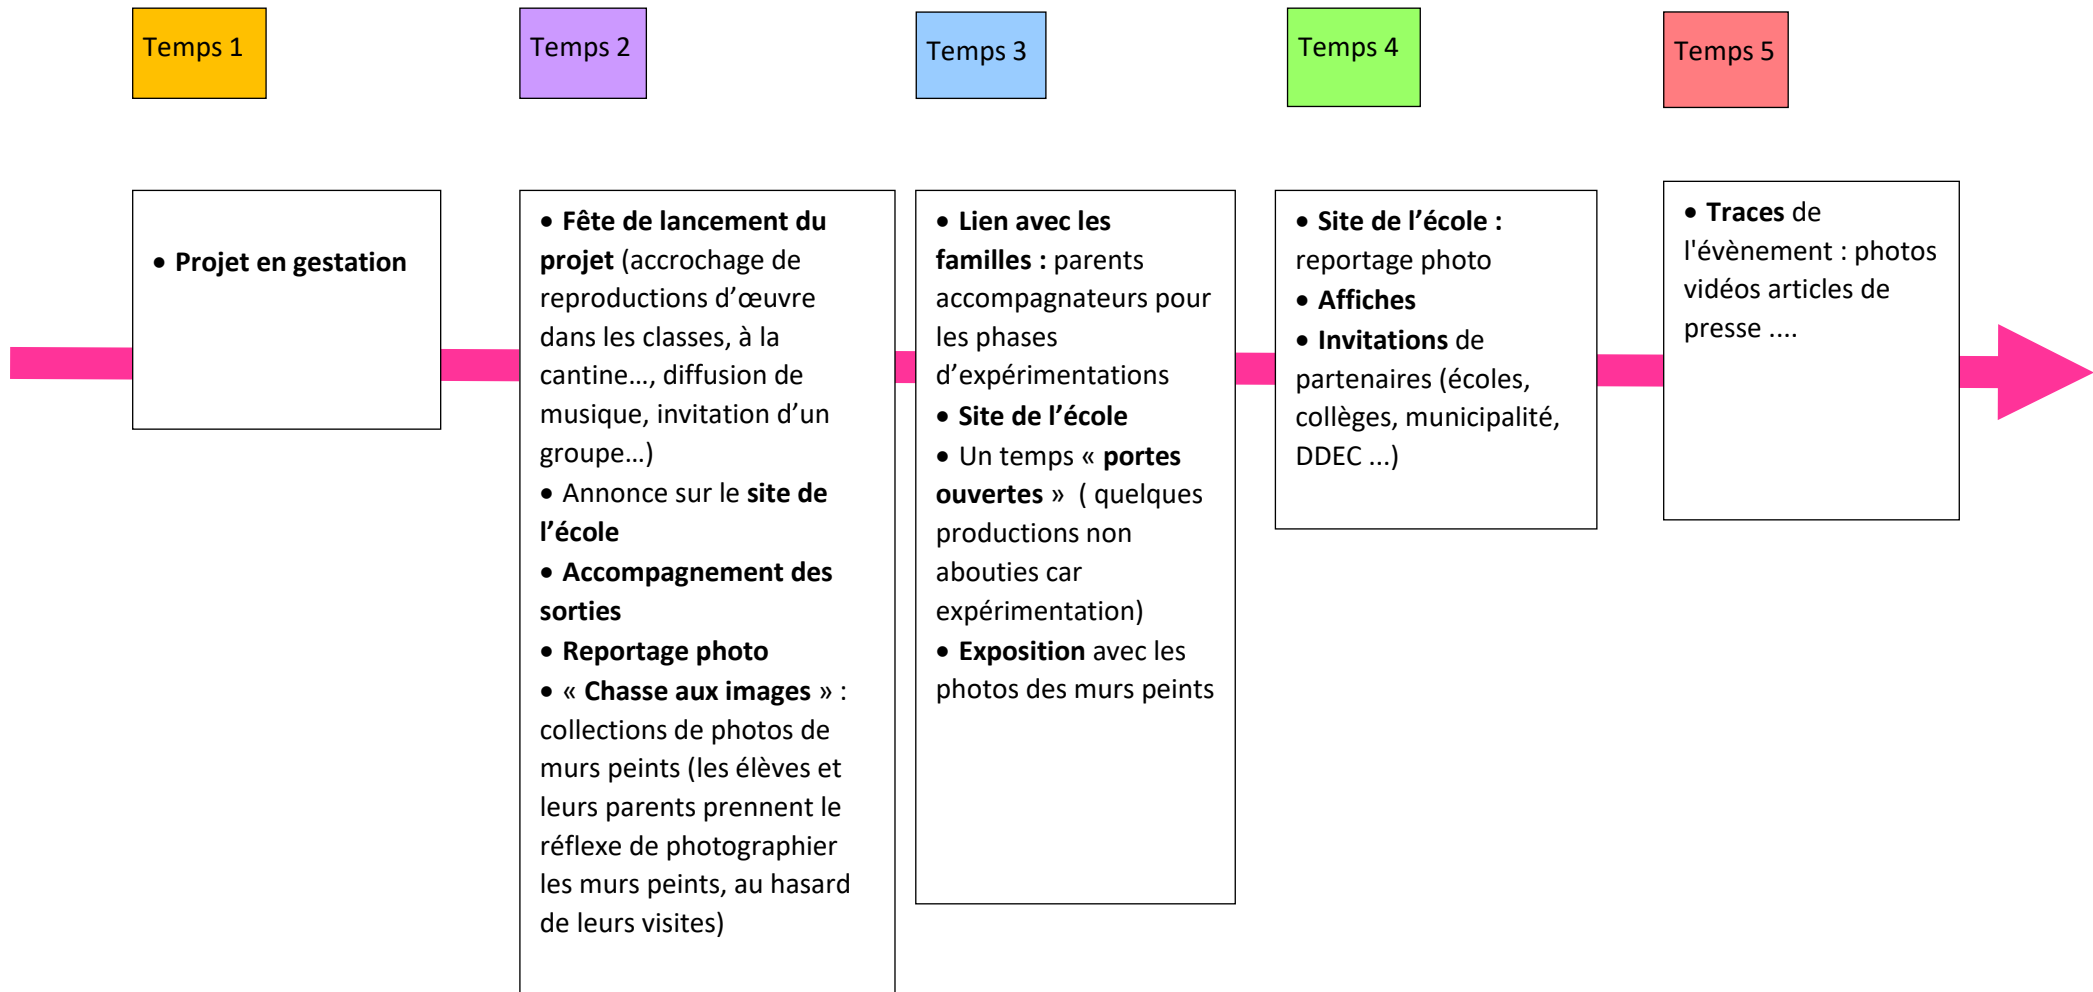 Temps 1
Temps 2
Temps 3
Temps 4
Temps 5
• Projet en gestation
• Fête de lancement du
projet (accrochage de
reproductions d’œuvre
dans les classes, à la
cantine…, diffusion de
musique, invitation d’un
groupe…)
• Annonce sur le site de
l’école
• Accompagnement des
sorties
• Reportage photo
• « Chasse aux images » :
collections de photos de
murs peints (les élèves et
leurs parents prennent le
réflexe de photographier
les murs peints, au hasard
de leurs visites)
• Lien avec les
familles : parents
accompagnateurs pour
les phases
d’expérimentations
• Site de l’école
• Un temps « portes
ouvertes » ( quelques
productions non
abouties car
expérimentation)
• Exposition avec les
photos des murs peints
• Site de l’école :
reportage photo
• Affiches
• Invitations de
partenaires (écoles,
collèges, municipalité,
DDEC ...)
• Traces de
l'évènement : photos
vidéos articles de
presse ....